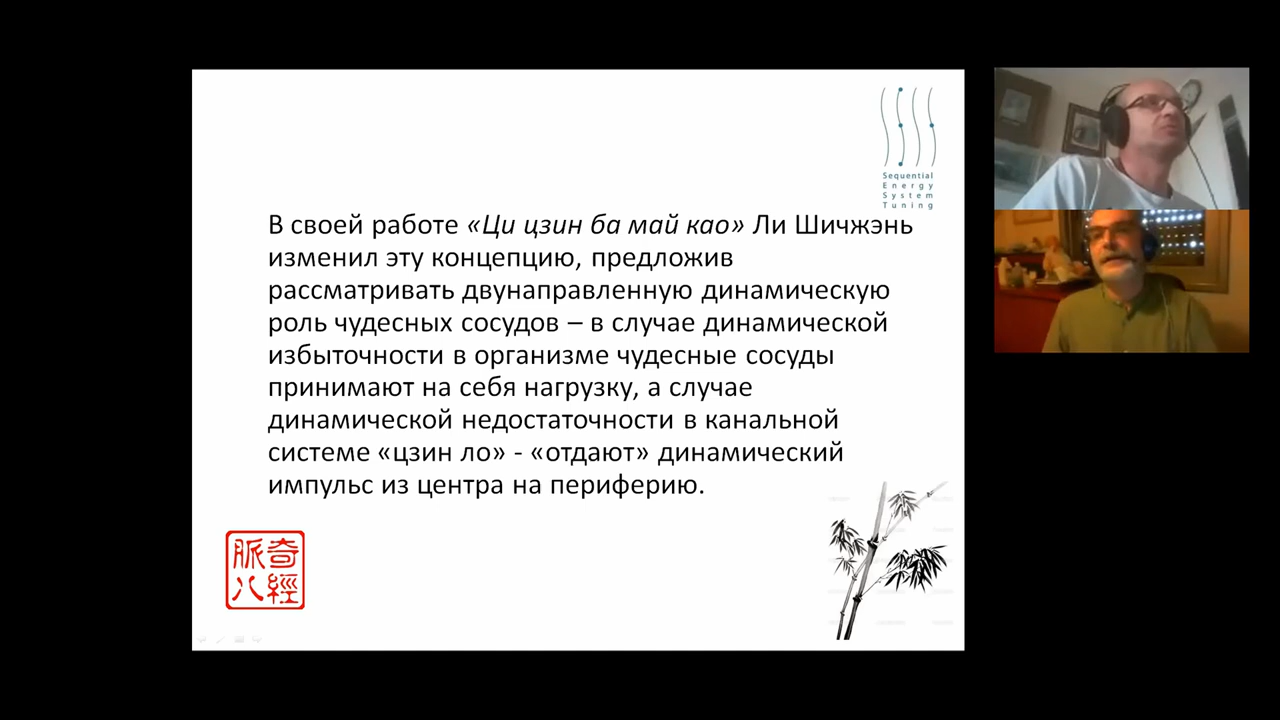 Sequential
Energy
System
Tuning
В своей работе «Ци цзин ба май као» Ли Шичжэнь
изменил эту концепцию, предложив
рассматривать двунаправленную динамическую
роль чудесных сосудов – в случае динамической
избыточности в организме чудесные сосуды
принимают на себя нагрузку, а случае
динамической недостаточности в канальной
системе «цзин ло» - «отдают» динамический
импульс из центра на периферию.
奇經
八脈